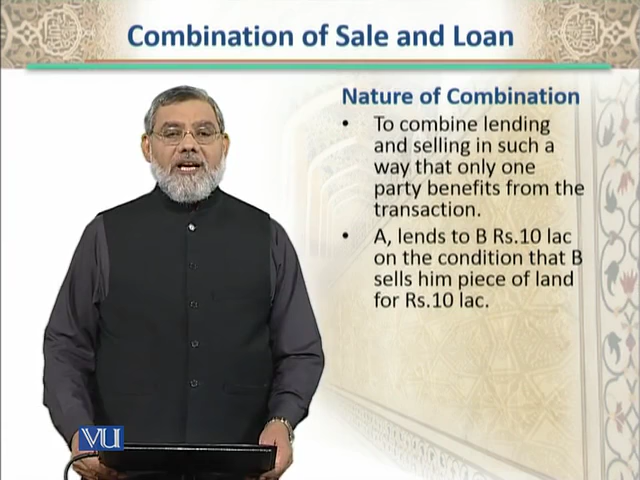 Combination of Sale and Loan
Nature of Combination
• To combine lending
and selling in such a
way that only one
party benefits from the
transaction.
• A, lends to B Rs.10 lac
on the condition that B
sells him piece of land
for Rs.10 lac.
VU